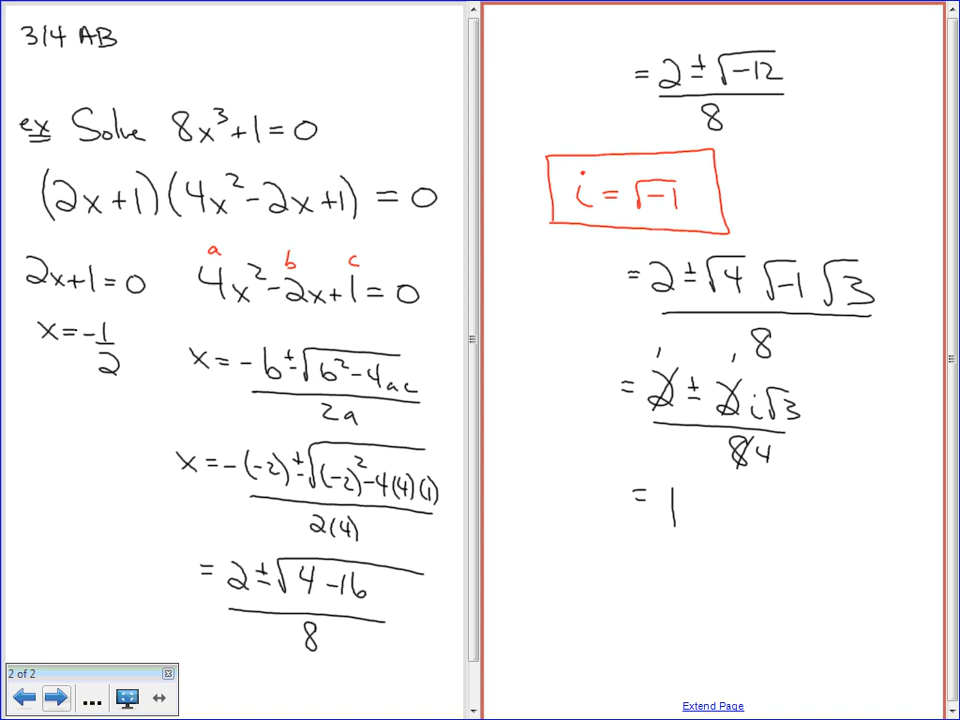 314 AB
ex Solve 8x³+1=0
(2x+1)(4x²-2x+1) = 0
2x+1=0
x=-1/2
a b c
4x²-2x+1=0
x = -b±√b²-4ac
2a
x = -(-2)±√(-2)²-4(4)(1)
2(4)
= 2±√4-16
8
2 of 2
...
= 2±√-12
8
i = √-1
= 2±√4 √-1 √3
8
= 2 ± 2i√3
8 4
= 1
Extend Page